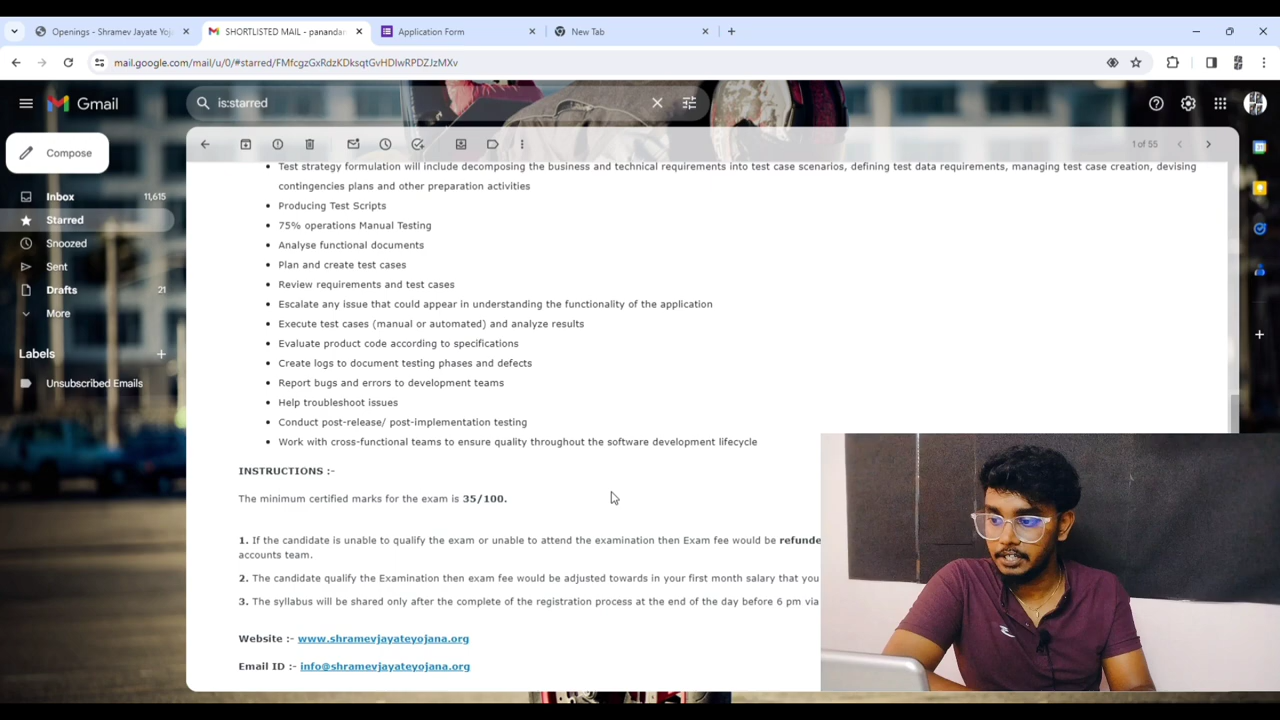 Openings - Shramev Jayate Yoj
SHORTLISTED MAIL - panandan
Application Form
New Tab
mail.google.com/mail/u/0/#starred/FMfcgzGxRdzKDksqtGvHDIwRPDZJzMXv
Gmail
is:starred
Compose
1 of 55
Inbox 11,615
Starred
Snoozed
Sent
Drafts 21
More
Labels
Unsubscribed Emails
• Test strategy formulation will include decomposing the business and technical requirements into test case scenarios, defining test data requirements, managing test case creation, devising
contingencies plans and other preparation activities
• Producing Test Scripts
• 75% operations Manual Testing
• Analyse functional documents
• Plan and create test cases
• Review requirements and test cases
• Escalate any issue that could appear in understanding the functionality of the application
• Execute test cases (manual or automated) and analyze results
• Evaluate product code according to specifications
• Create logs to document testing phases and defects
• Report bugs and errors to development teams
• Help troubleshoot issues
• Conduct post-release/ post-implementation testing
• Work with cross-functional teams to ensure quality throughout the software development lifecycle
INSTRUCTIONS :-
The minimum certified marks for the exam is 35/100.
1. If the candidate is unable to qualify the exam or unable to attend the examination then Exam fee would be refunde
accounts team.
2. The candidate qualify the Examination then exam fee would be adjusted towards in your first month salary that you
3. The syllabus will be shared only after the complete of the registration process at the end of the day before 6 pm via
Website :- www.shramevjayateyojana.org
Email ID :- info@shramevjayateyojana.org